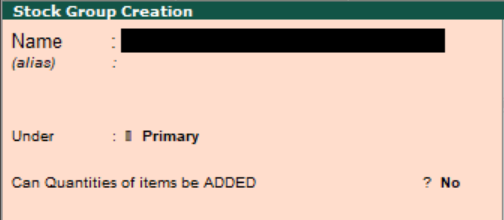 Stock Group Creation
Name :
(alias) :
Under : Primary
Can Quantities of items be ADDED ? No